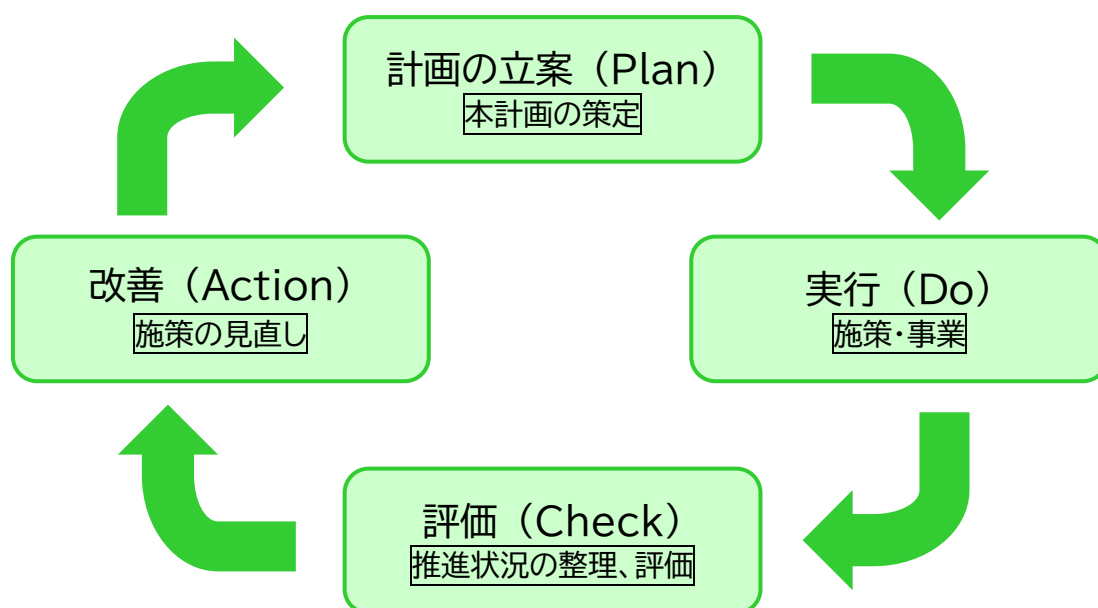 計画の立案（Plan）
本計画の策定
改善（Action）
施策の見直し
実行（Do）
施策・事業
評価（Check）
推進状況の整理、評価